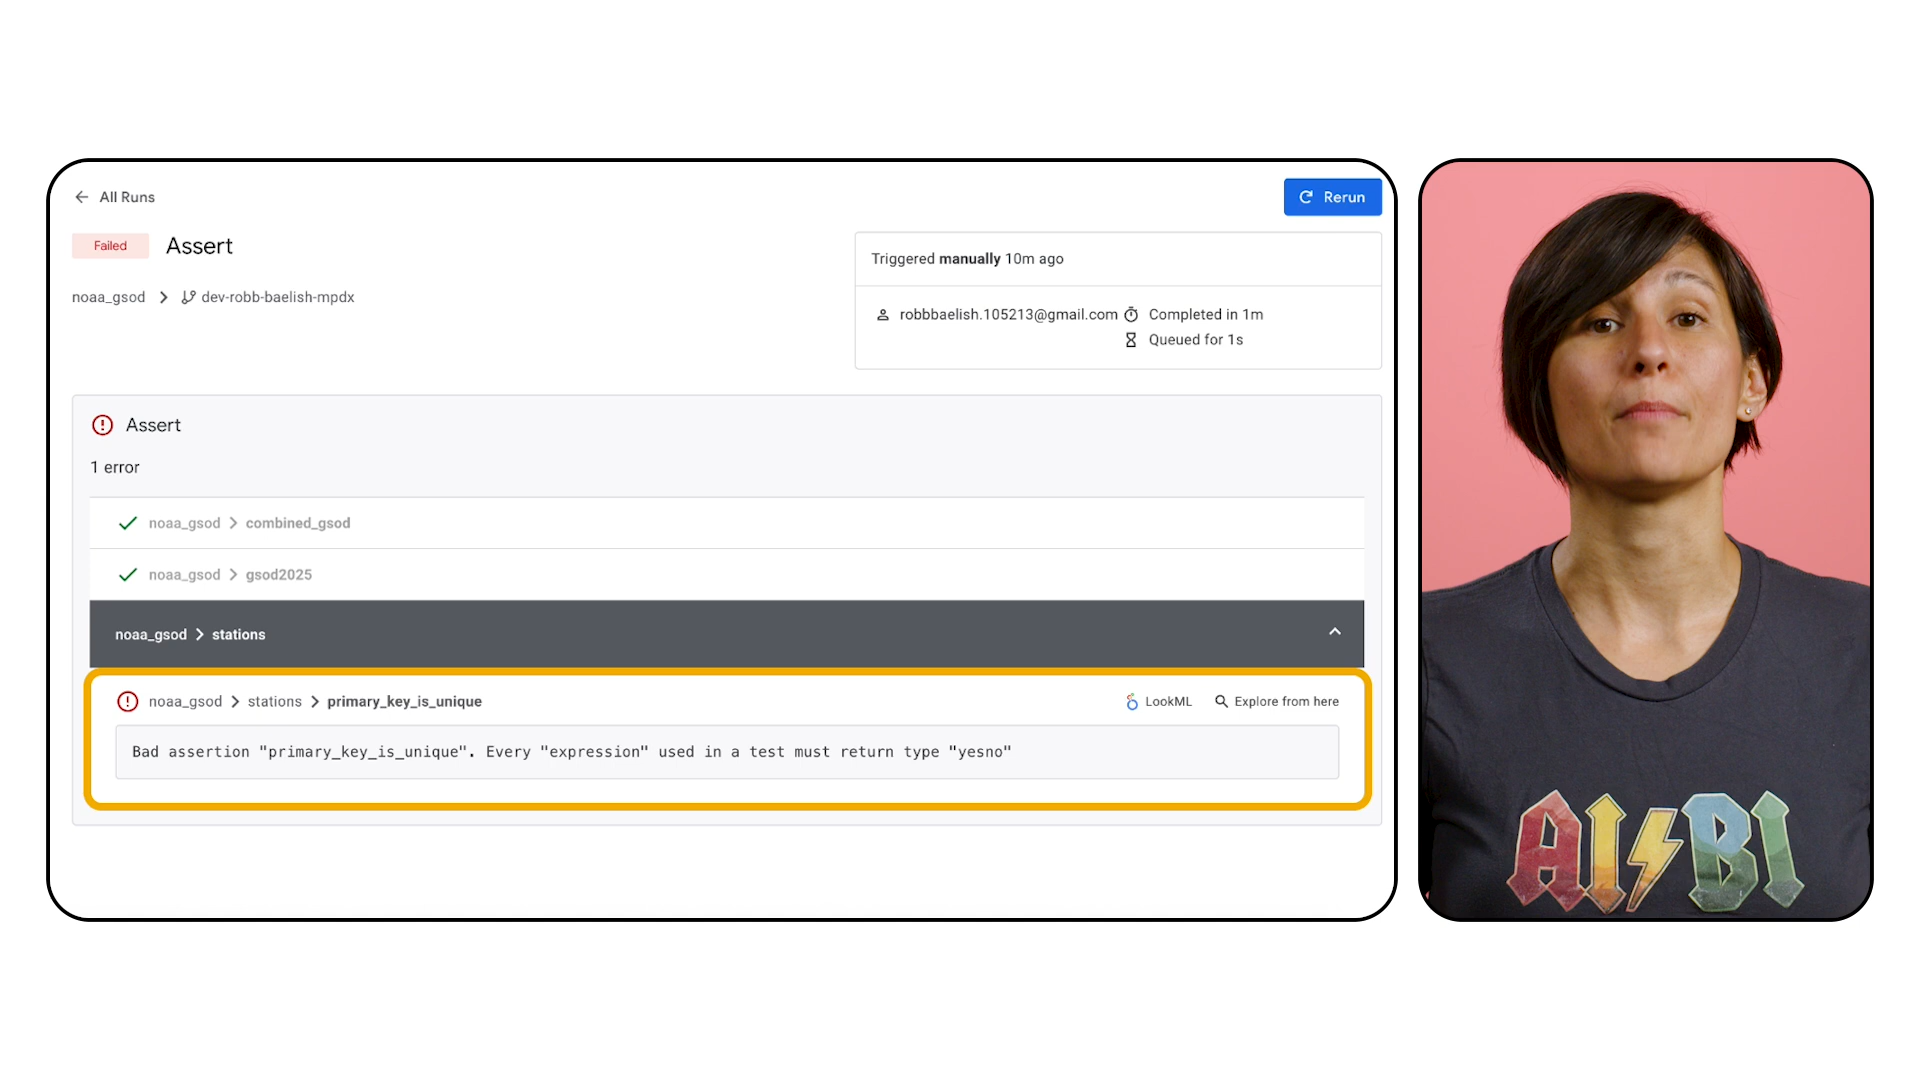 All Runs
Rerun
Failed
Assert
noaa_gsod > dev-robb-baelish-mpdx
Triggered manually 10m ago
robbbaelish.105213@gmail.com
Completed in 1m
Queued for 1s
Assert
1 error
noaa_gsod > combined_gsod
noaa_gsod > gsod2025
noaa_gsod > stations
noaa_gsod > stations > primary_key_is_unique
LookML
Explore from here
Bad assertion "primary_key_is_unique". Every "expression" used in a test must return type "yesno"
AI BI